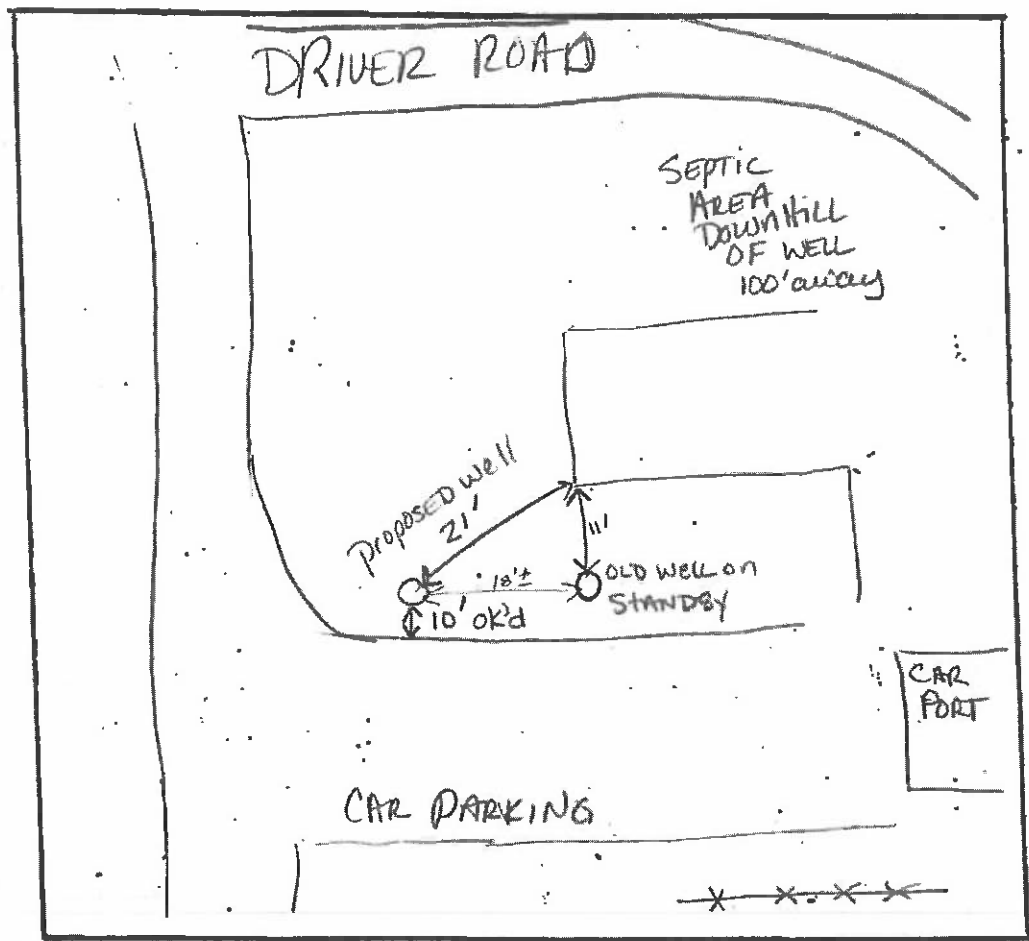 DRIVER ROAD
SEPTIC
AREA
DOWNHILL
OF WELL
100' away
PROPOSED WELL
21'
11'
18'±
OLD WELL ON
STANDBY
10' OK'd
CAR
PORT
CAR PARKING